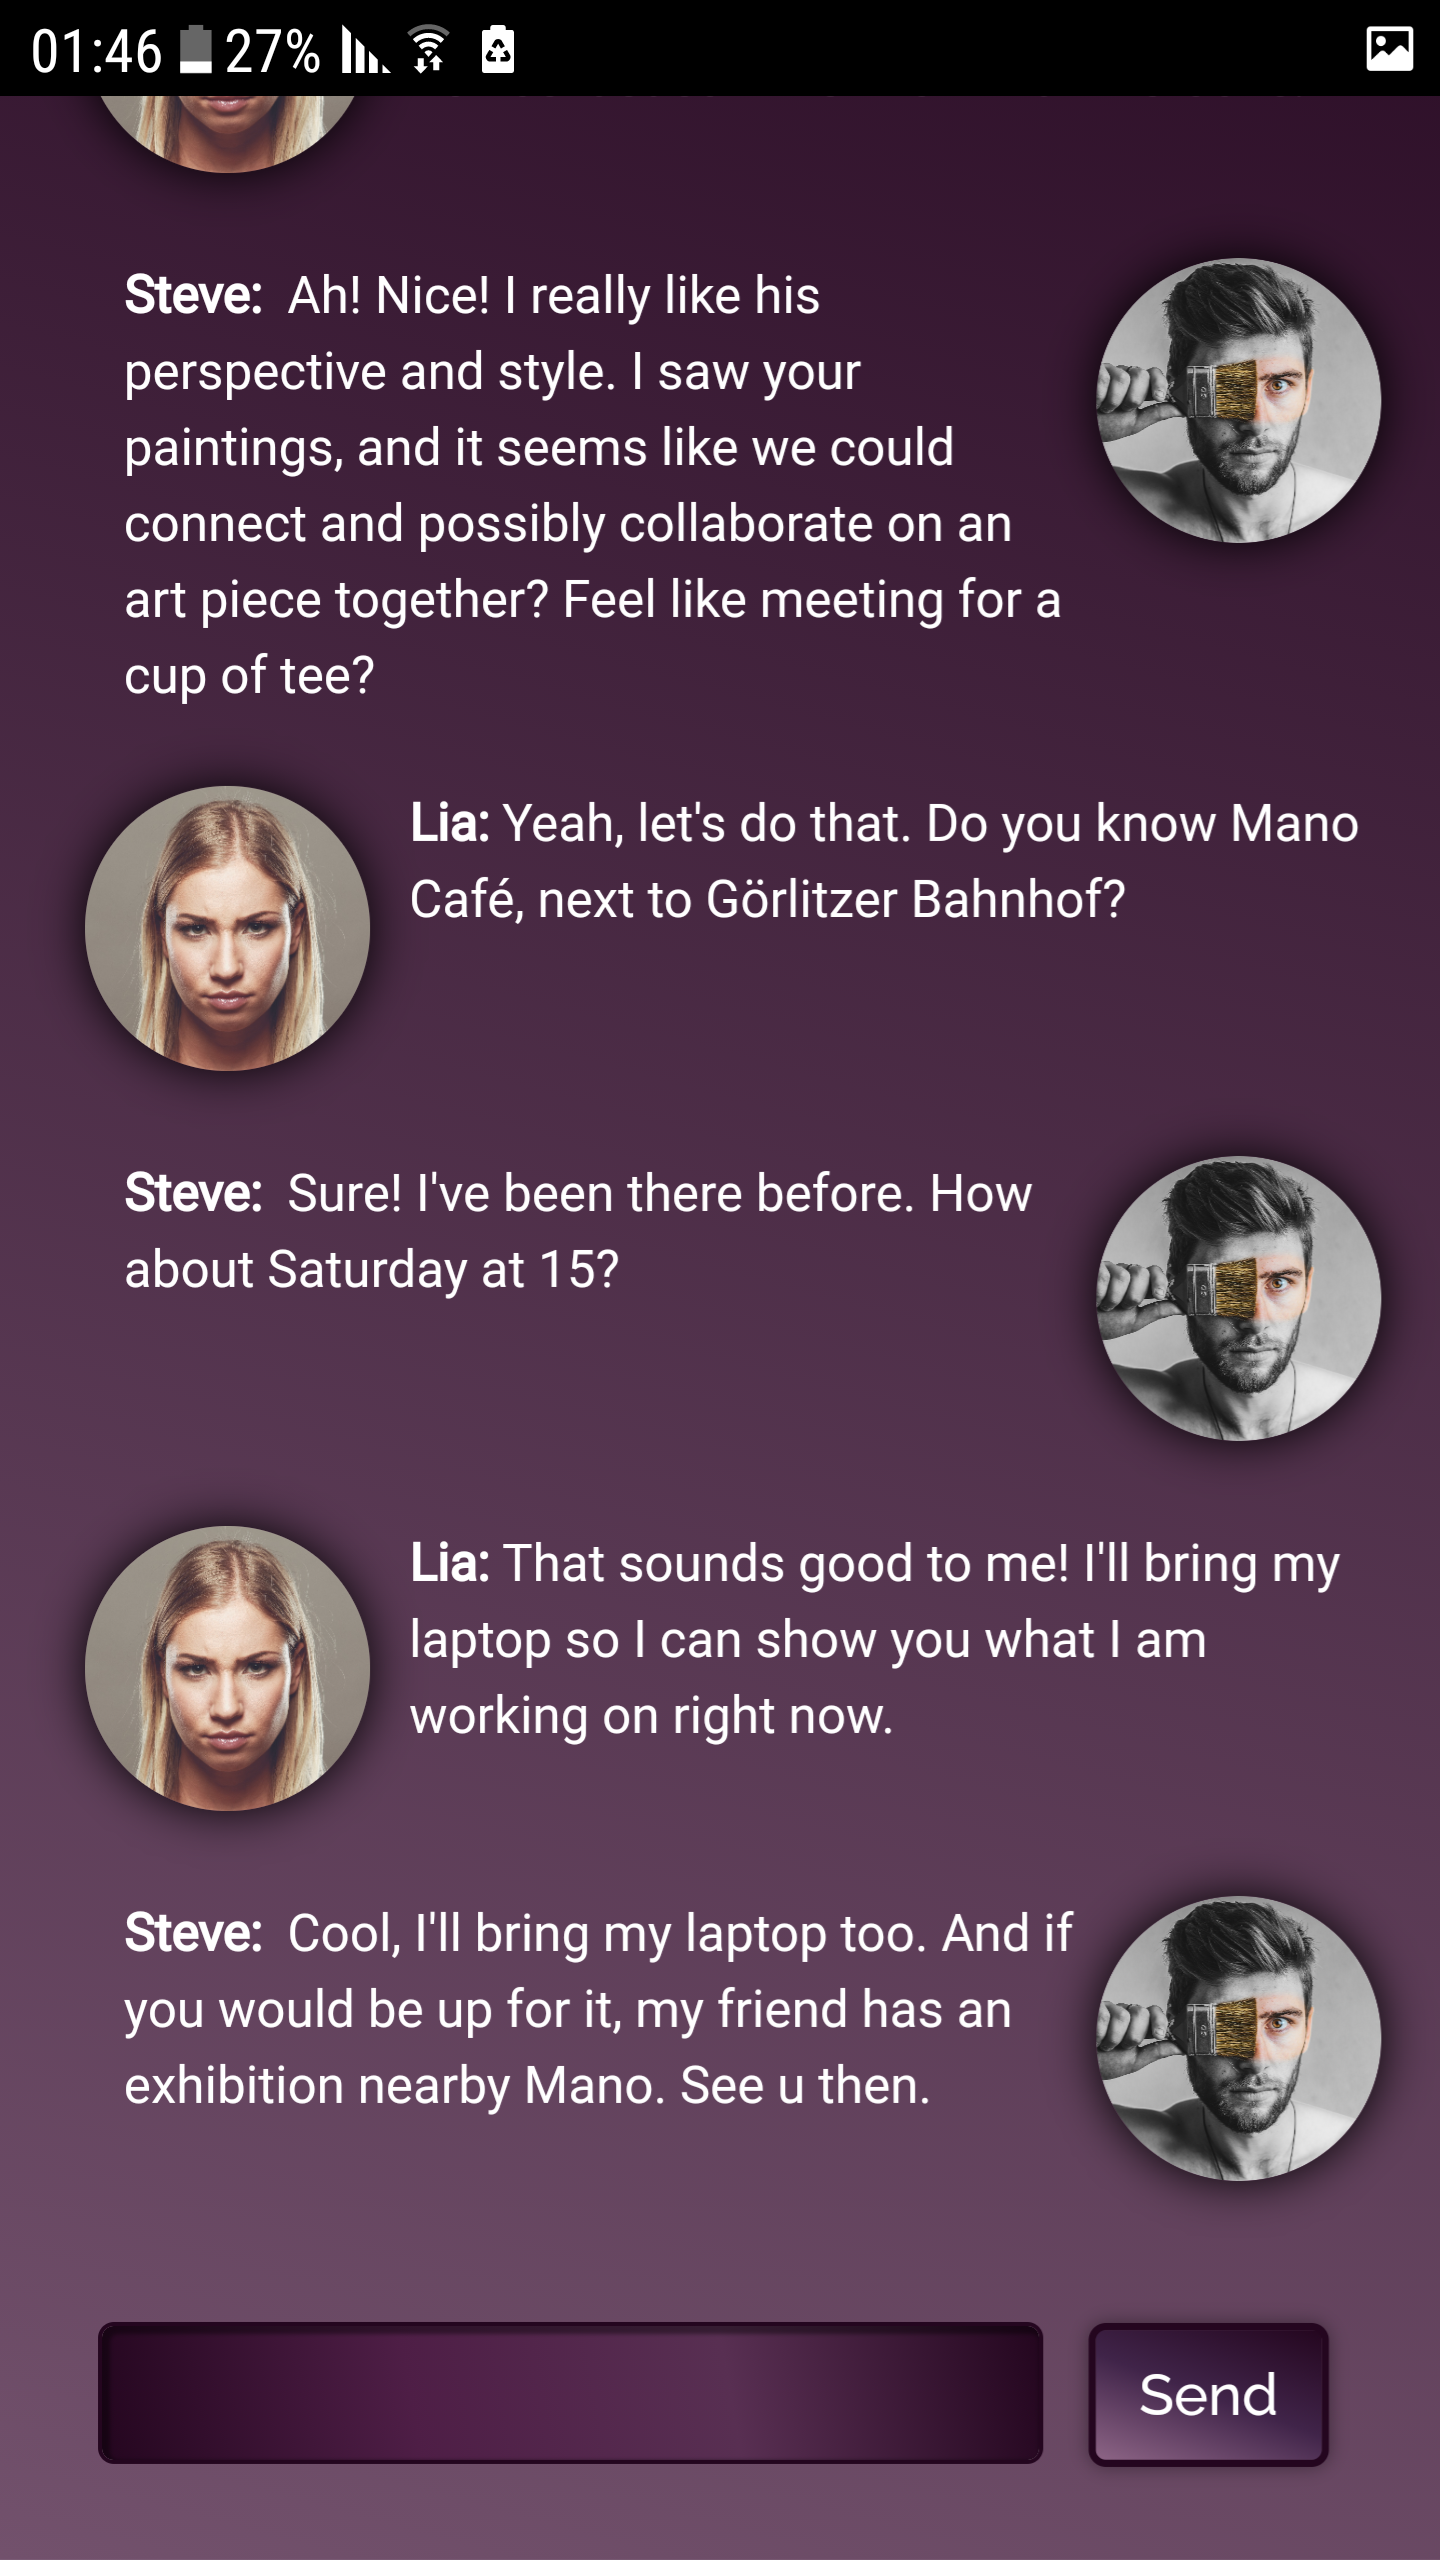 01:46 27%
Steve: Ah! Nice! I really like his
perspective and style. I saw your
paintings, and it seems like we could
connect and possibly collaborate on an
art piece together? Feel like meeting for a
cup of tee?
Lia: Yeah, let's do that. Do you know Mano
Café, next to Görlitzer Bahnhof?
Steve: Sure! I've been there before. How
about Saturday at 15?
Lia: That sounds good to me! I'll bring my
laptop so I can show you what I am
working on right now.
Steve: Cool, I'll bring my laptop too. And if
you would be up for it, my friend has an
exhibition nearby Mano. See u then.
Send